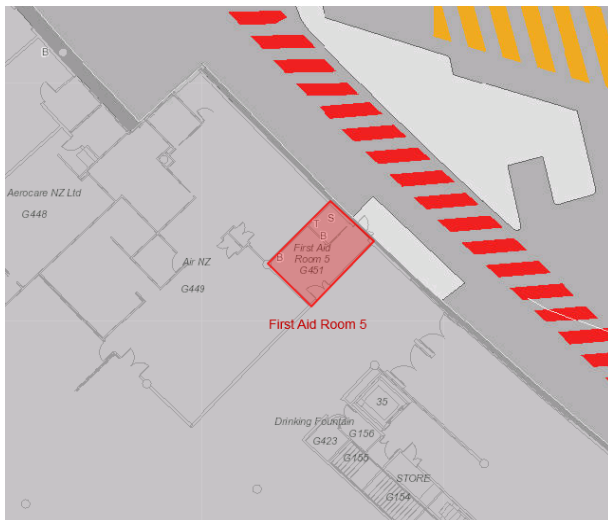 B
Aerocare NZ Ltd
G448
Air NZ
G449
S
T
B
First Aid
Room 5
G451
B
First Aid Room 5
35
Drinking Fountain
G423
G156
G155
STORE
G154